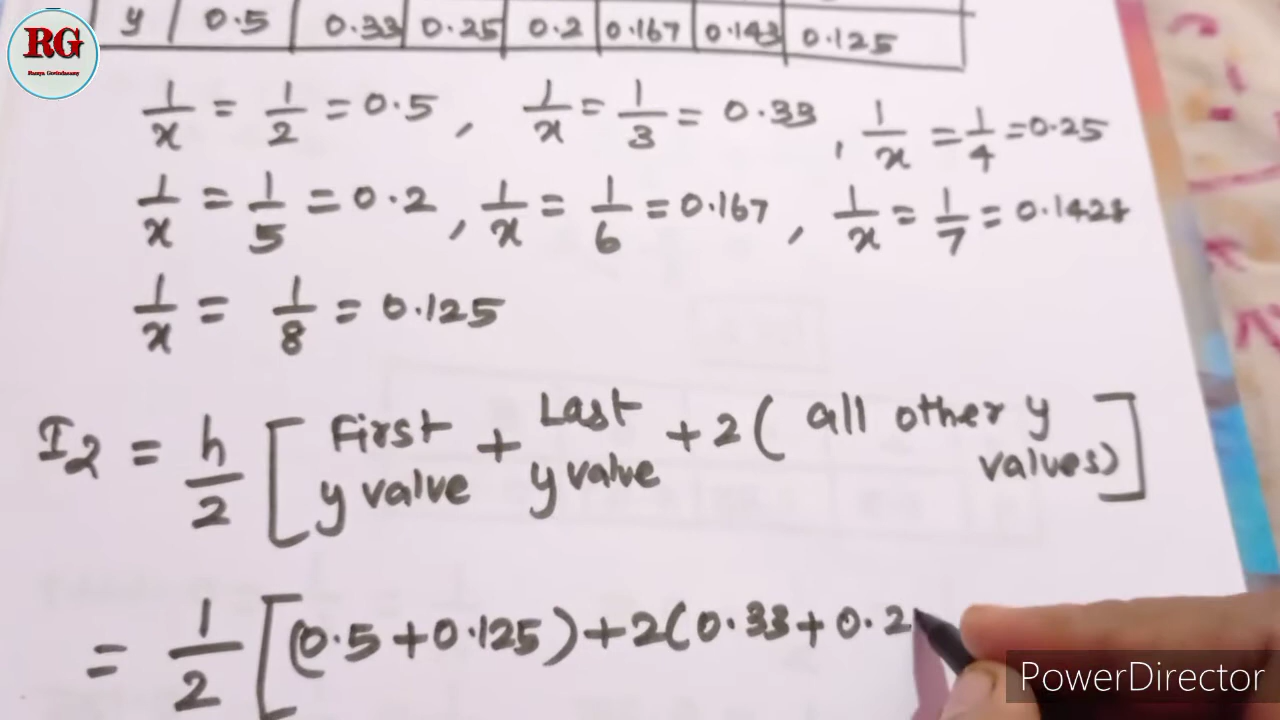 RG
Ramya Govindasamy
y 0.5 0.33 0.25 0.2 0.167 0.143 0.125
1/x = 1/2 = 0.5 , 1/x = 1/3 = 0.33 , 1/x = 1/4 = 0.25
1/x = 1/5 = 0.2 , 1/x = 1/6 = 0.167 , 1/x = 1/7 = 0.1428
1/x = 1/8 = 0.125
I2 = h/2 [ First y value + Last y value + 2 ( all other y values) ]
= 1/2 [ (0.5 + 0.125) + 2(0.33 + 0.2
PowerDirector